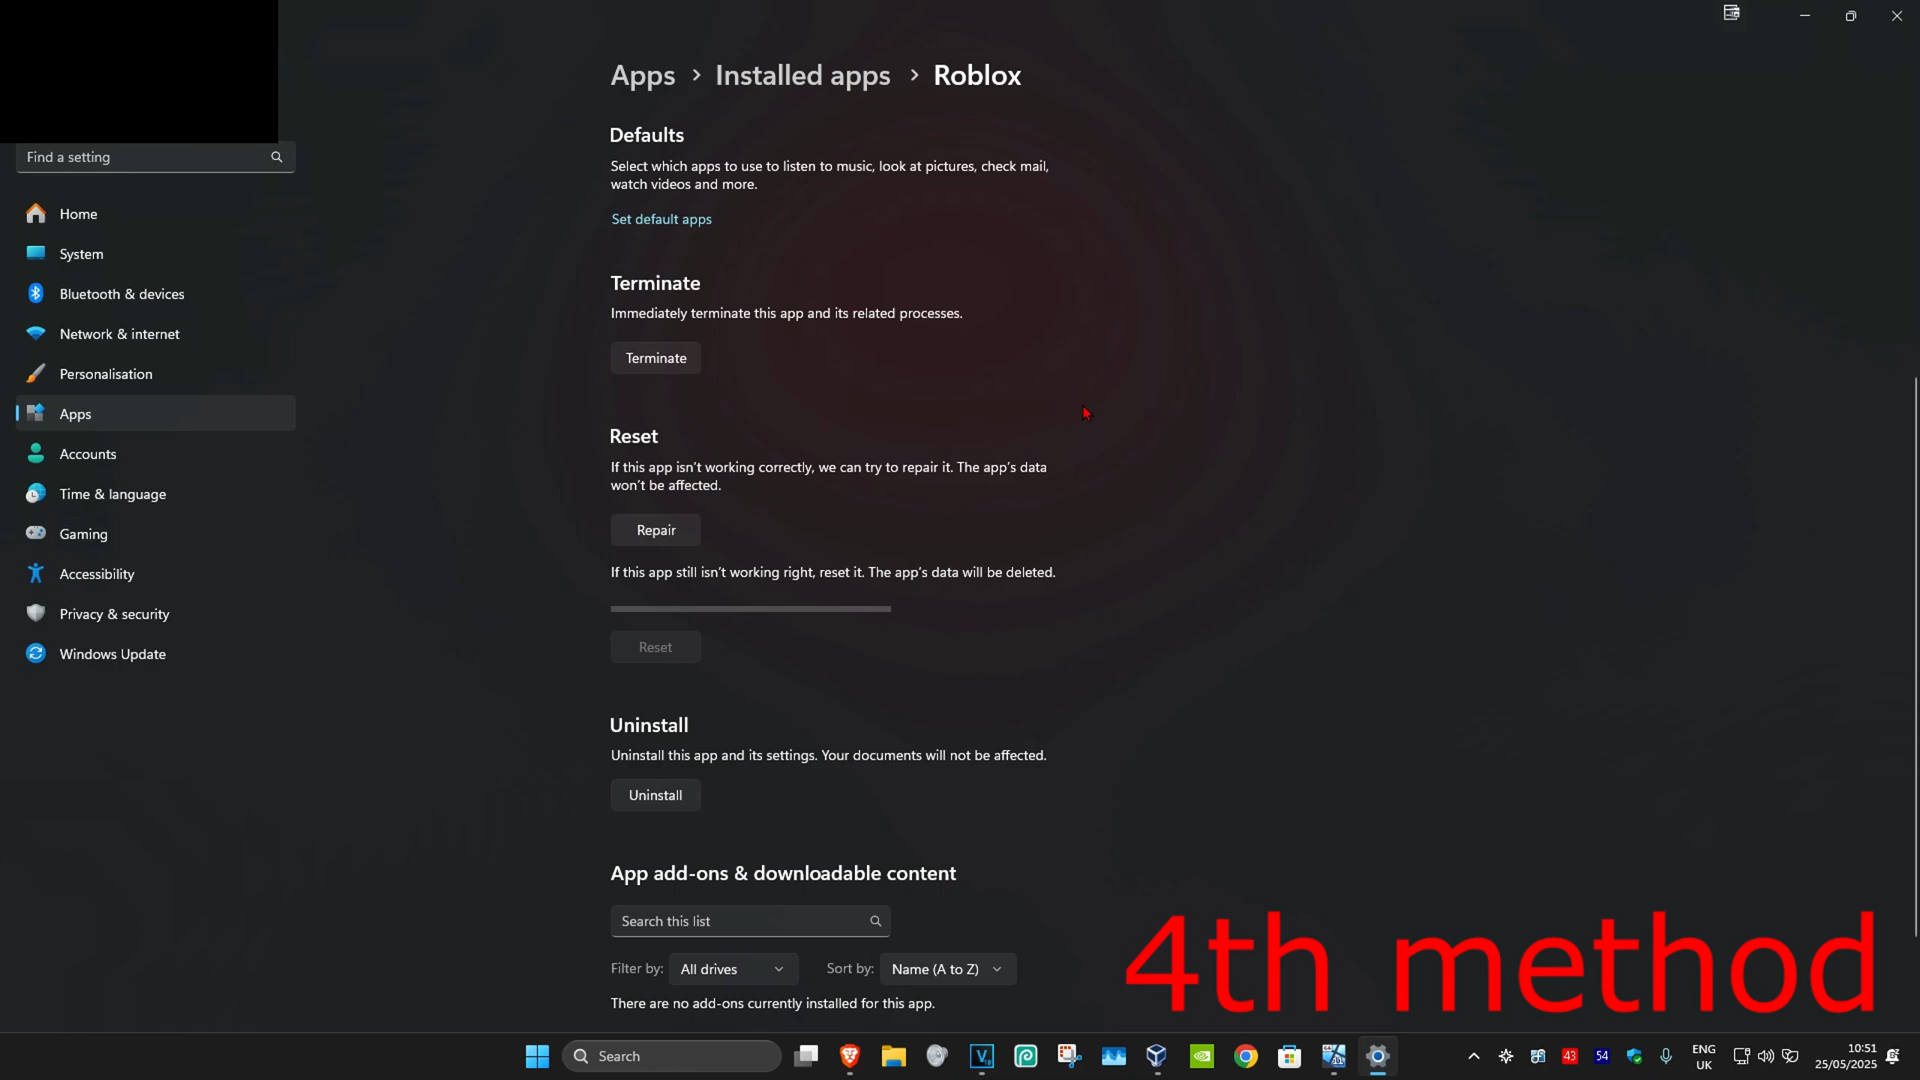 Apps > Installed apps > Roblox
Find a setting
Home
System
Bluetooth & devices
Network & internet
Personalisation
Apps
Accounts
Time & language
Gaming
Accessibility
Privacy & security
Windows Update
Defaults
Select which apps to use to listen to music, look at pictures, check mail,
watch videos and more.
Set default apps
Terminate
Immediately terminate this app and its related processes.
Terminate
Reset
If this app isn't working correctly, we can try to repair it. The app's data
won't be affected.
Repair
If this app still isn't working right, reset it. The app's data will be deleted.
Reset
Uninstall
Uninstall this app and its settings. Your documents will not be affected.
Uninstall
App add-ons & downloadable content
Search this list
Filter by: All drives Sort by: Name (A to Z)
There are no add-ons currently installed for this app.
4th method
Search
43
54
ENG
UK
10:51
25/05/2025